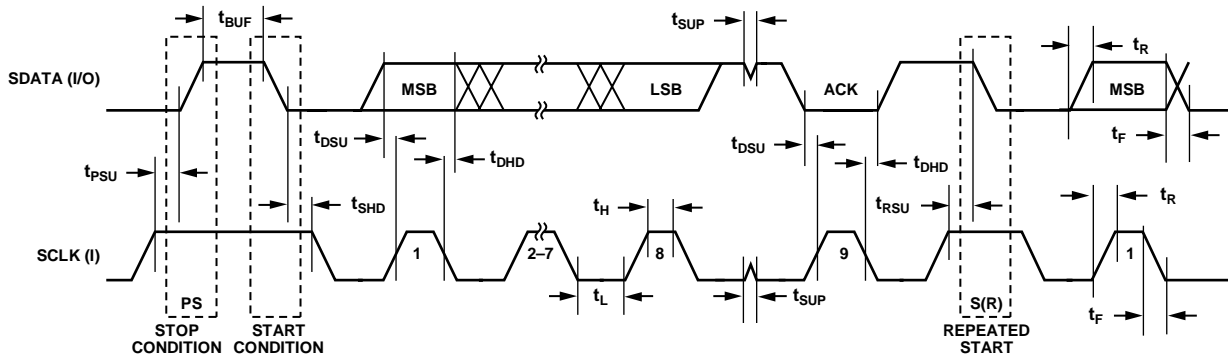 tBUF
tSUP
tR
SDATA (I/O)
MSB
LSB
ACK
MSB
tDSU
tDHD
tDSU
tDHD
tF
tPSU
tSHD
tH
tRSU
tR
SCLK (I)
1
2–7
8
9
1
PS
tL
tSUP
S(R)
tF
STOP
CONDITION
START
CONDITION
REPEATED
START